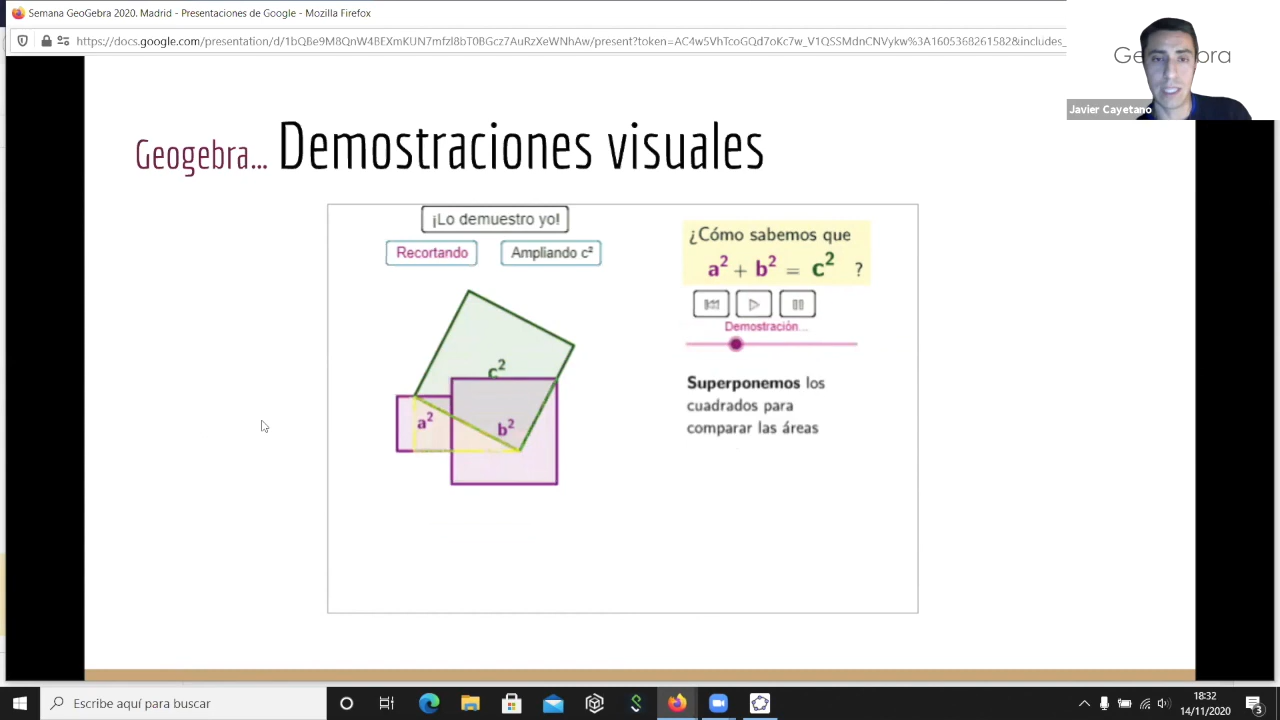 Semana GeoGebra 2020. Madrid - Presentaciones de Google - Mozilla Firefox
Javier Cayetano
Geogebra... Demostraciones visuales
¡Lo demuestro yo!
Recortando
Ampliando c²
¿Cómo sabemos que
a² + b² = c² ?
Demostración...
Superponemos los
cuadrados para
comparar las áreas
c²
a²
b²
Escribe aquí para buscar
18:32
14/11/2020
3